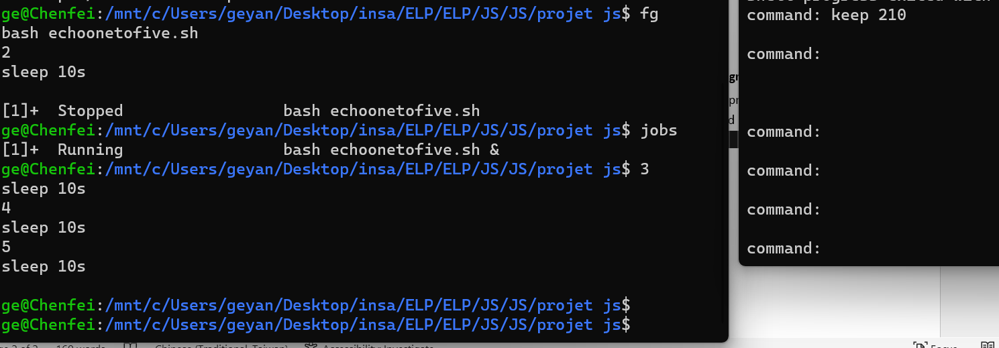 ge@Chenfei:/mnt/c/Users/geyan/Desktop/insa/ELP/ELP/JS/JS/projet js$ fg
bash echoonetofive.sh
2
sleep 10s
[1]+  Stopped                 bash echoonetofive.sh
ge@Chenfei:/mnt/c/Users/geyan/Desktop/insa/ELP/ELP/JS/JS/projet js$ jobs
[1]+  Running                 bash echoonetofive.sh &
ge@Chenfei:/mnt/c/Users/geyan/Desktop/insa/ELP/ELP/JS/JS/projet js$ 3
sleep 10s
4
sleep 10s
5
sleep 10s
ge@Chenfei:/mnt/c/Users/geyan/Desktop/insa/ELP/ELP/JS/JS/projet js$
ge@Chenfei:/mnt/c/Users/geyan/Desktop/insa/ELP/ELP/JS/JS/projet js$
command: keep 210
command:
command:
command:
command:
command: